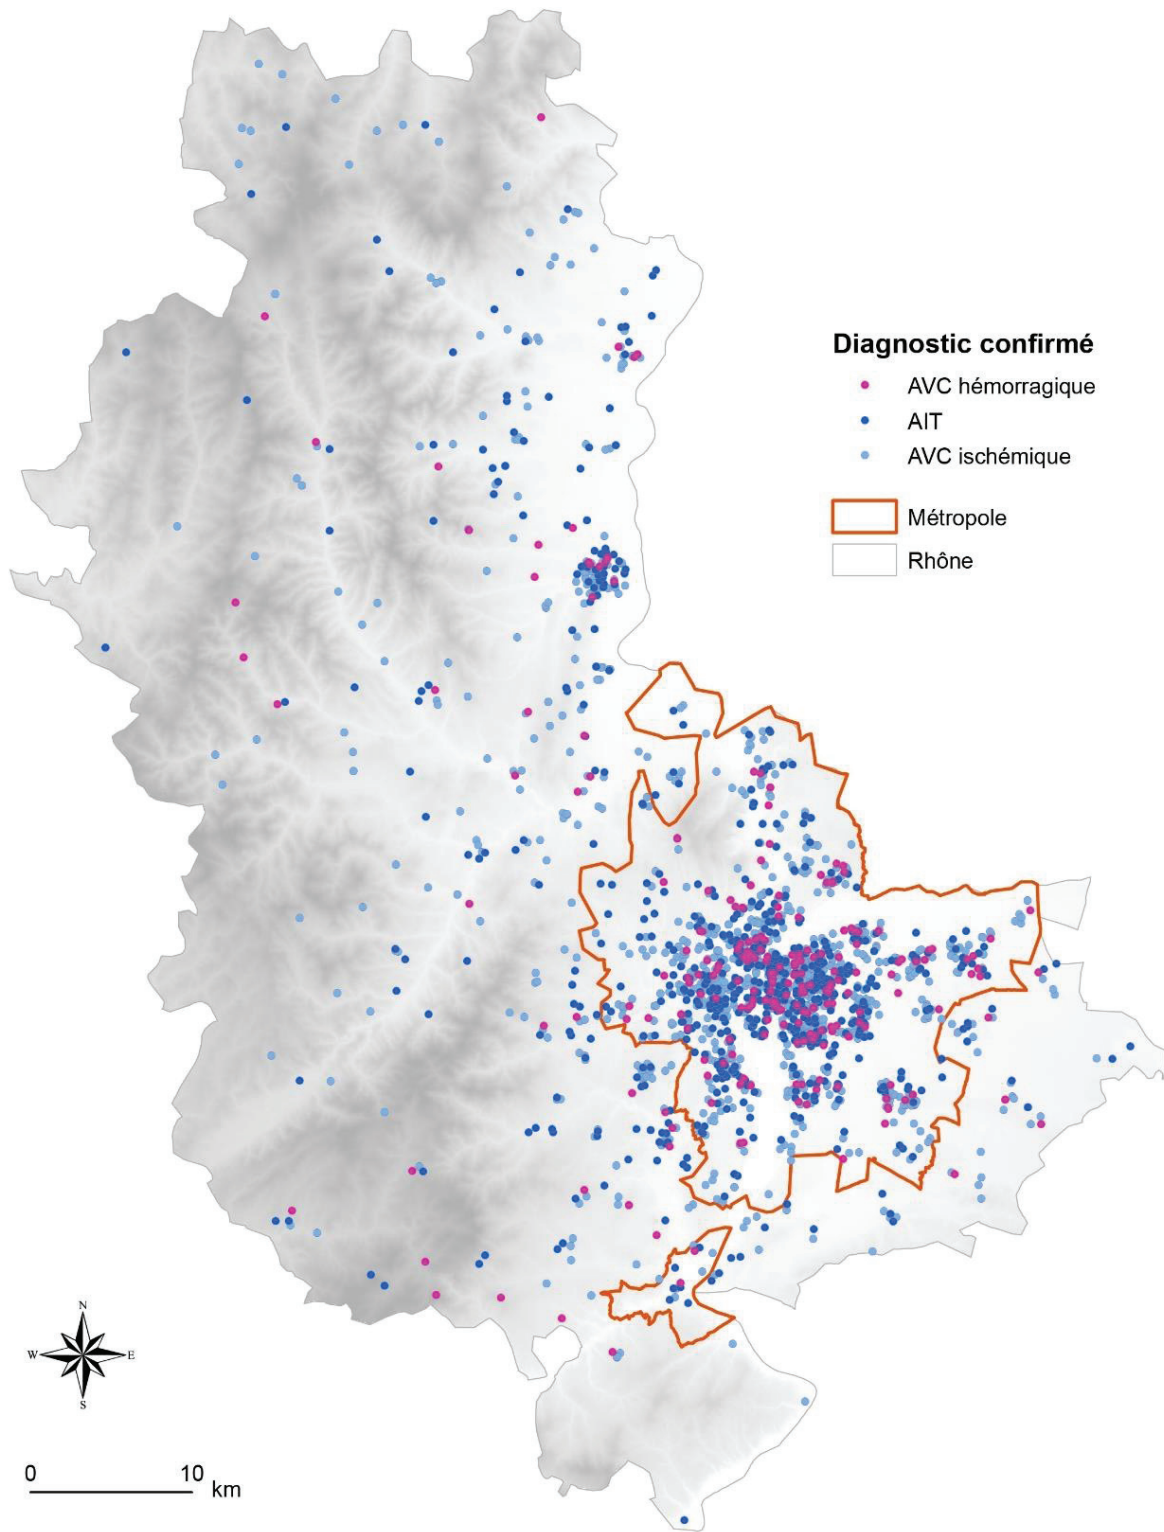 Diagnostic confirmé
AVC hémorragique
AIT
AVC ischémique
Métropole
Rhône
N
W E
S
0 10 km